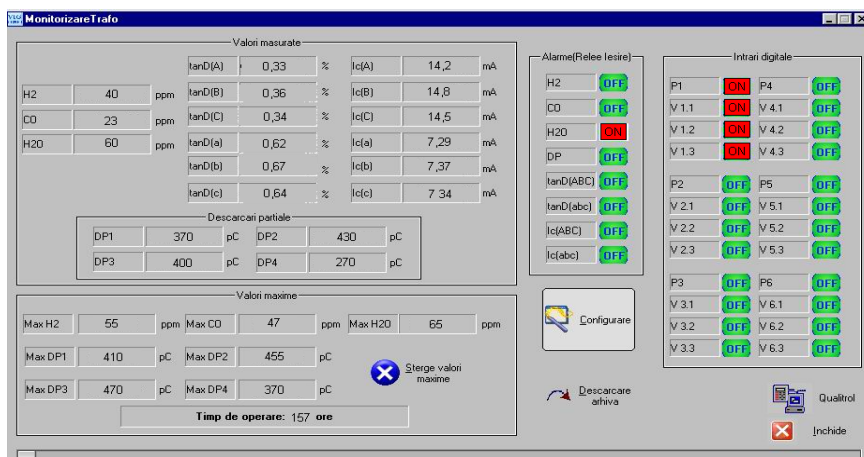 MonitorizareTrafo
Valori masurate
tanD(A) 0,33 % Ic(A) 14,2 mA
H2 40 ppm tanD(B) 0,36 % Ic(B) 14,8 mA
CO 23 ppm tanD(C) 0,34 % Ic(C) 14,5 mA
H2O 60 ppm tanD(a) 0,62 % Ic(a) 7,29 mA
tanD(b) 0,67 % Ic(b) 7,37 mA
tanD(c) 0,64 % Ic(c) 7 34 mA
Descarcari partiale
DP1 370 pC DP2 430 pC
DP3 400 pC DP4 270 pC
Valori maxime
Max H2 55 ppm Max CO 47 ppm Max H2O 65 ppm
Max DP1 410 pC Max DP2 455 pC
Max DP3 470 pC Max DP4 370 pC
Sterge valori
maxime
Timp de operare: 157 ore
Alarme(Relee Iesire)
H2 OFF
CO OFF
H2O ON
DP OFF
tanD(ABC) OFF
tanD(abc) OFF
Ic(ABC) OFF
Ic(abc) OFF
Configurare
Descarcare
arhiva
Intrari digitale
P1 ON P4 OFF
V 1.1 ON V 4.1 OFF
V 1.2 ON V 4.2 OFF
V 1.3 ON V 4.3 OFF
P2 OFF P5 OFF
V 2.1 OFF V 5.1 OFF
V 2.2 OFF V 5.2 OFF
V 2.3 OFF V 5.3 OFF
P3 OFF P6 OFF
V 3.1 OFF V 6.1 OFF
V 3.2 OFF V 6.2 OFF
V 3.3 OFF V 6.3 OFF
Qualitrol
Inchide